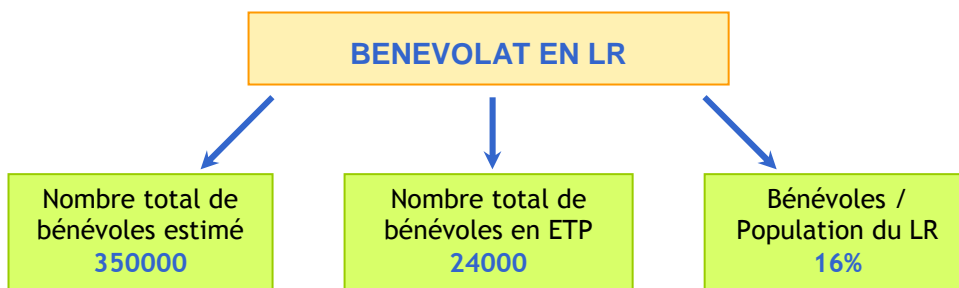 BENEVOLAT EN LR
Nombre total de
bénévoles estimé
350000
Nombre total de
bénévoles en ETP
24000
Bénévoles /
Population du LR
16%